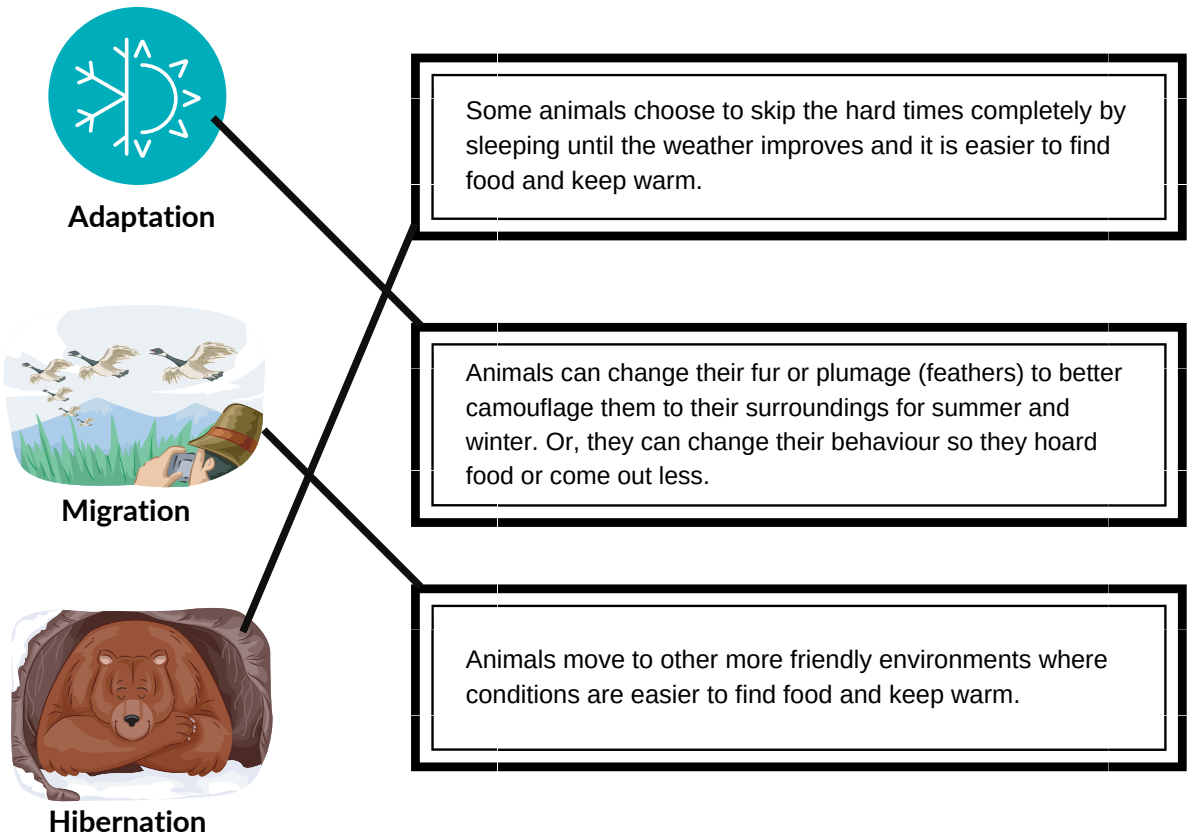 Adaptation
Some animals choose to skip the hard times completely by
sleeping until the weather improves and it is easier to find
food and keep warm.
Migration
Animals can change their fur or plumage (feathers) to better
camouflage them to their surroundings for summer and
winter. Or, they can change their behaviour so they hoard
food or come out less.
Hibernation
Animals move to other more friendly environments where
conditions are easier to find food and keep warm.